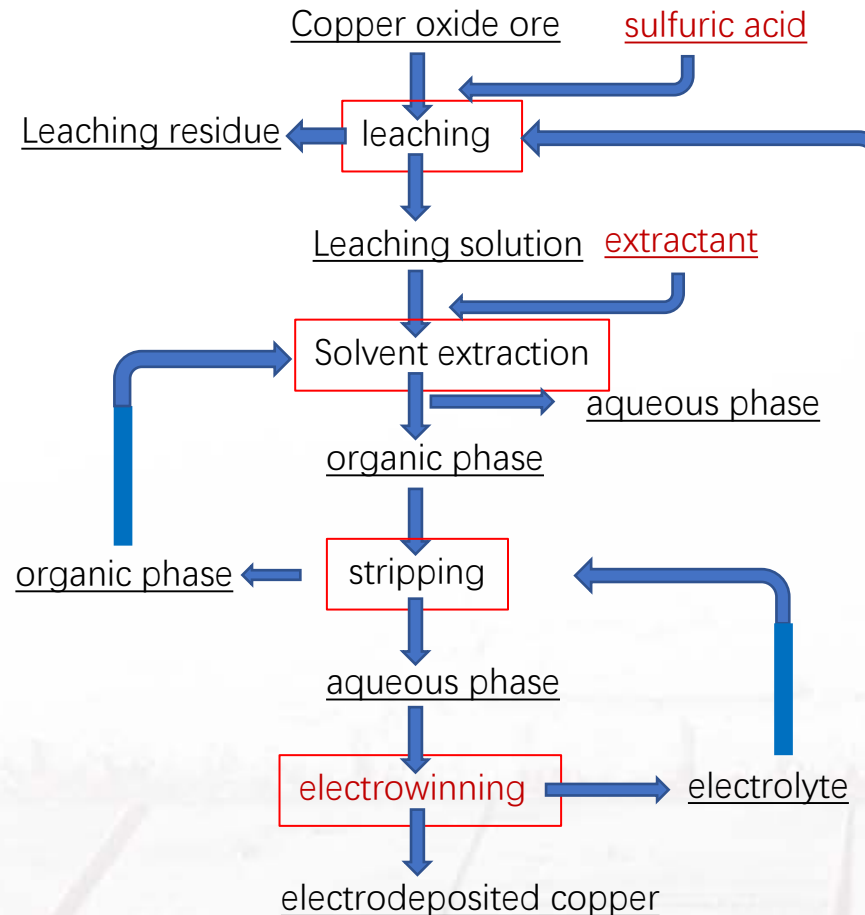 Copper oxide ore
sulfuric acid
Leaching residue
leaching
Leaching solution
extractant
Solvent extraction
aqueous phase
organic phase
organic phase
stripping
aqueous phase
electrowinning
electrolyte
electrodeposited copper